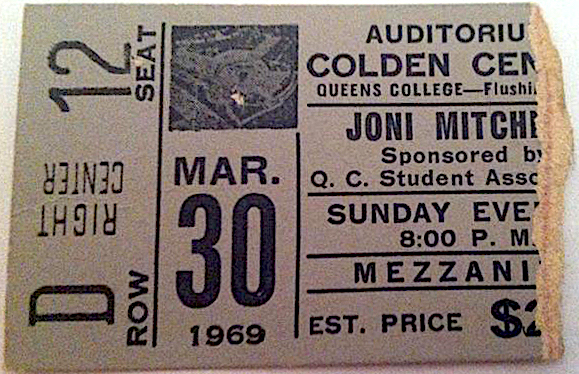 12
SEAT
RIGHT
CENTER
D
ROW
MAR.
30
1969
AUDITORIU
COLDEN CEN
QUEENS COLLEGE—Flushi
JONI MITCHE
Sponsored by
Q. C. Student Asso
SUNDAY EVE
8:00 P. M.
MEZZANI
EST. PRICE $2